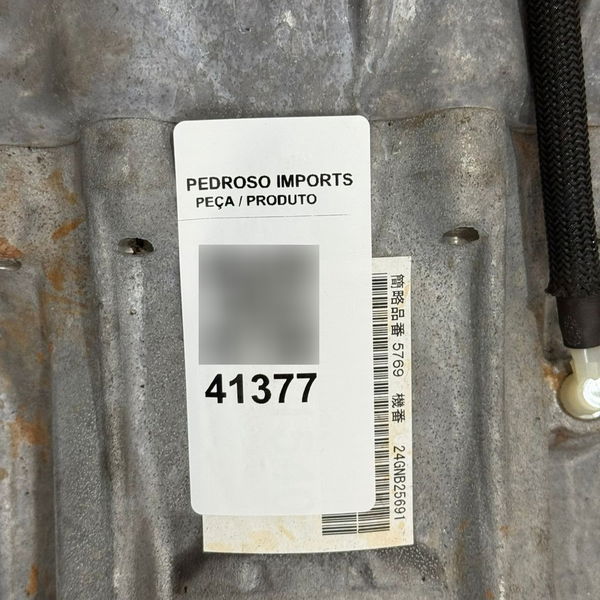 PEDROSO IMPORTS
PEÇA / PRODUTO
41377
簡略品番 5769 機番 24GNB25691